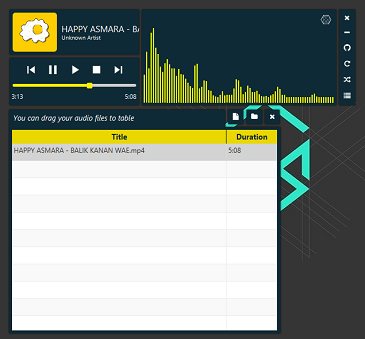 HAPPY ASMARA - BA
Unknown Artist
3:13
5:08
You can drag your audio files to table
Title
Duration
HAPPY ASMARA - BALIK KANAN WAE.mp4
5:08